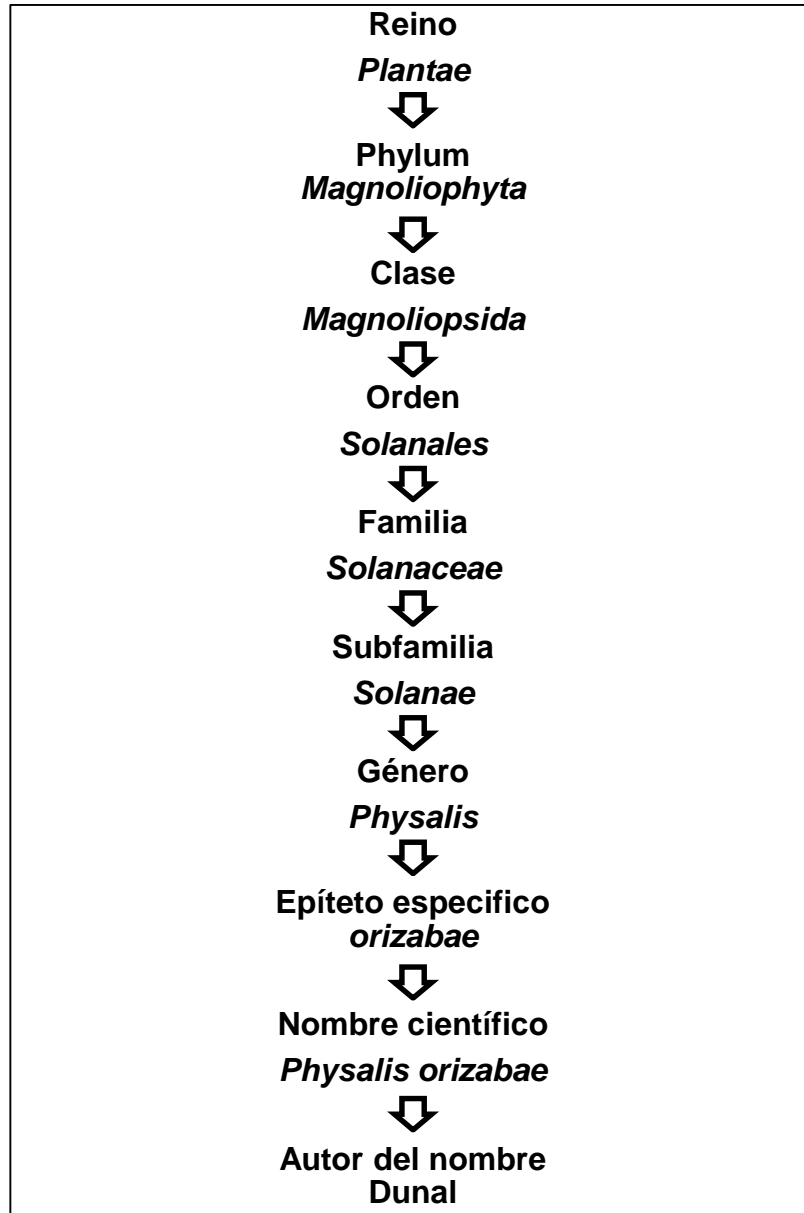 Reino
Plantae
Phylum
Magnoliophyta
Clase
Magnoliopsida
Orden
Solanales
Familia
Solanaceae
Subfamilia
Solanae
Género
Physalis
Epíteto especifico
orizabae
Nombre científico
Physalis orizabae
Autor del nombre
Dunal